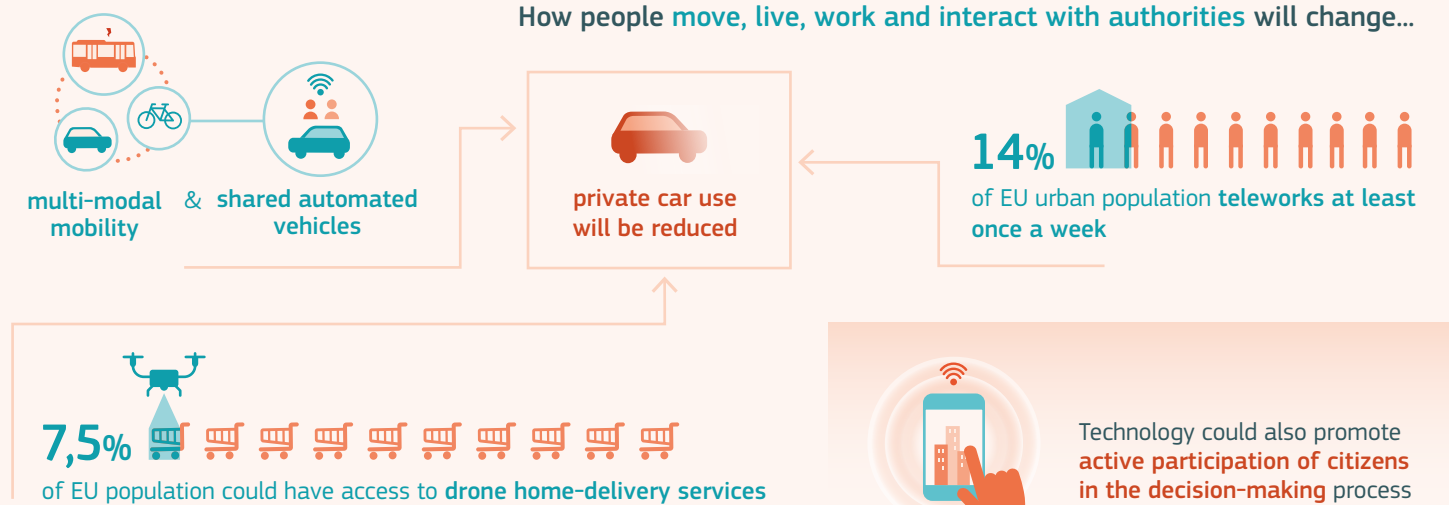 How people move, live, work and interact with authorities will change...
multi-modal
mobility
&
shared automated
vehicles
private car use
will be reduced
14%
of EU urban population teleworks at least
once a week
7,5%
of EU population could have access to drone home-delivery services
Technology could also promote
active participation of citizens
in the decision-making process